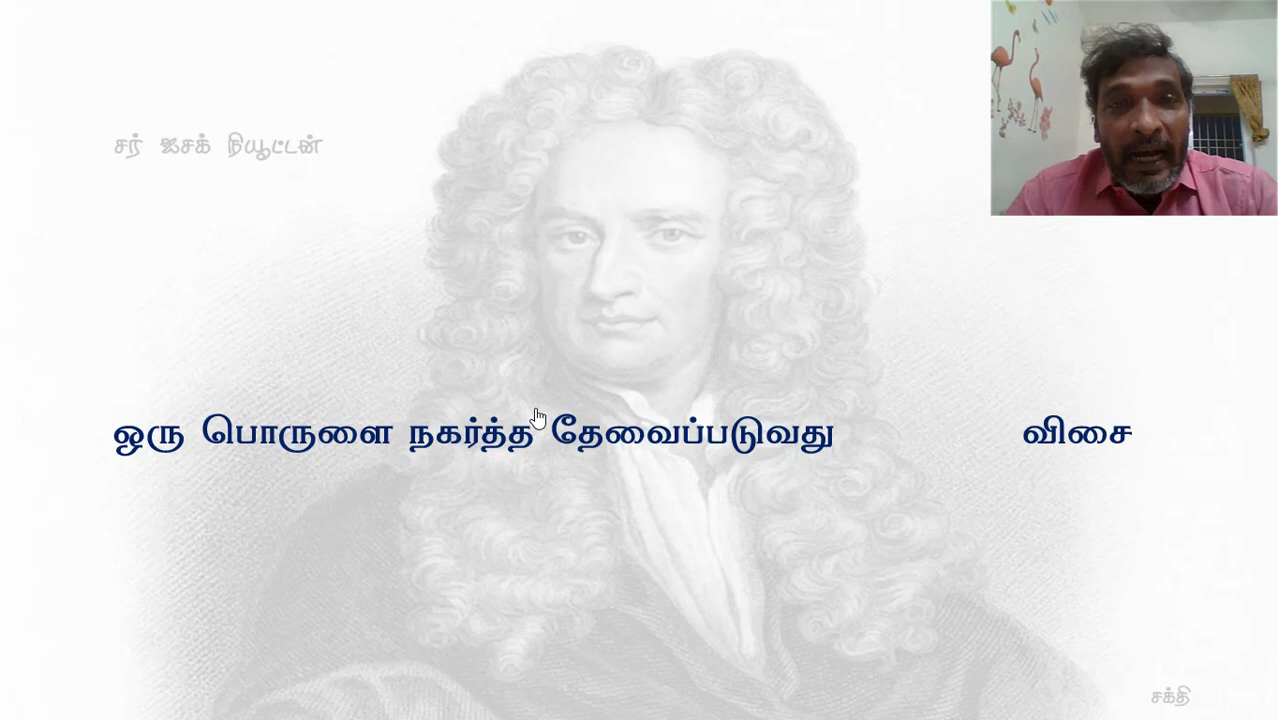 சர் ஐசக் நியூட்டன்
ஒரு பொருளை நகர்த்த தேவைப்படுவது விசை
சக்தி